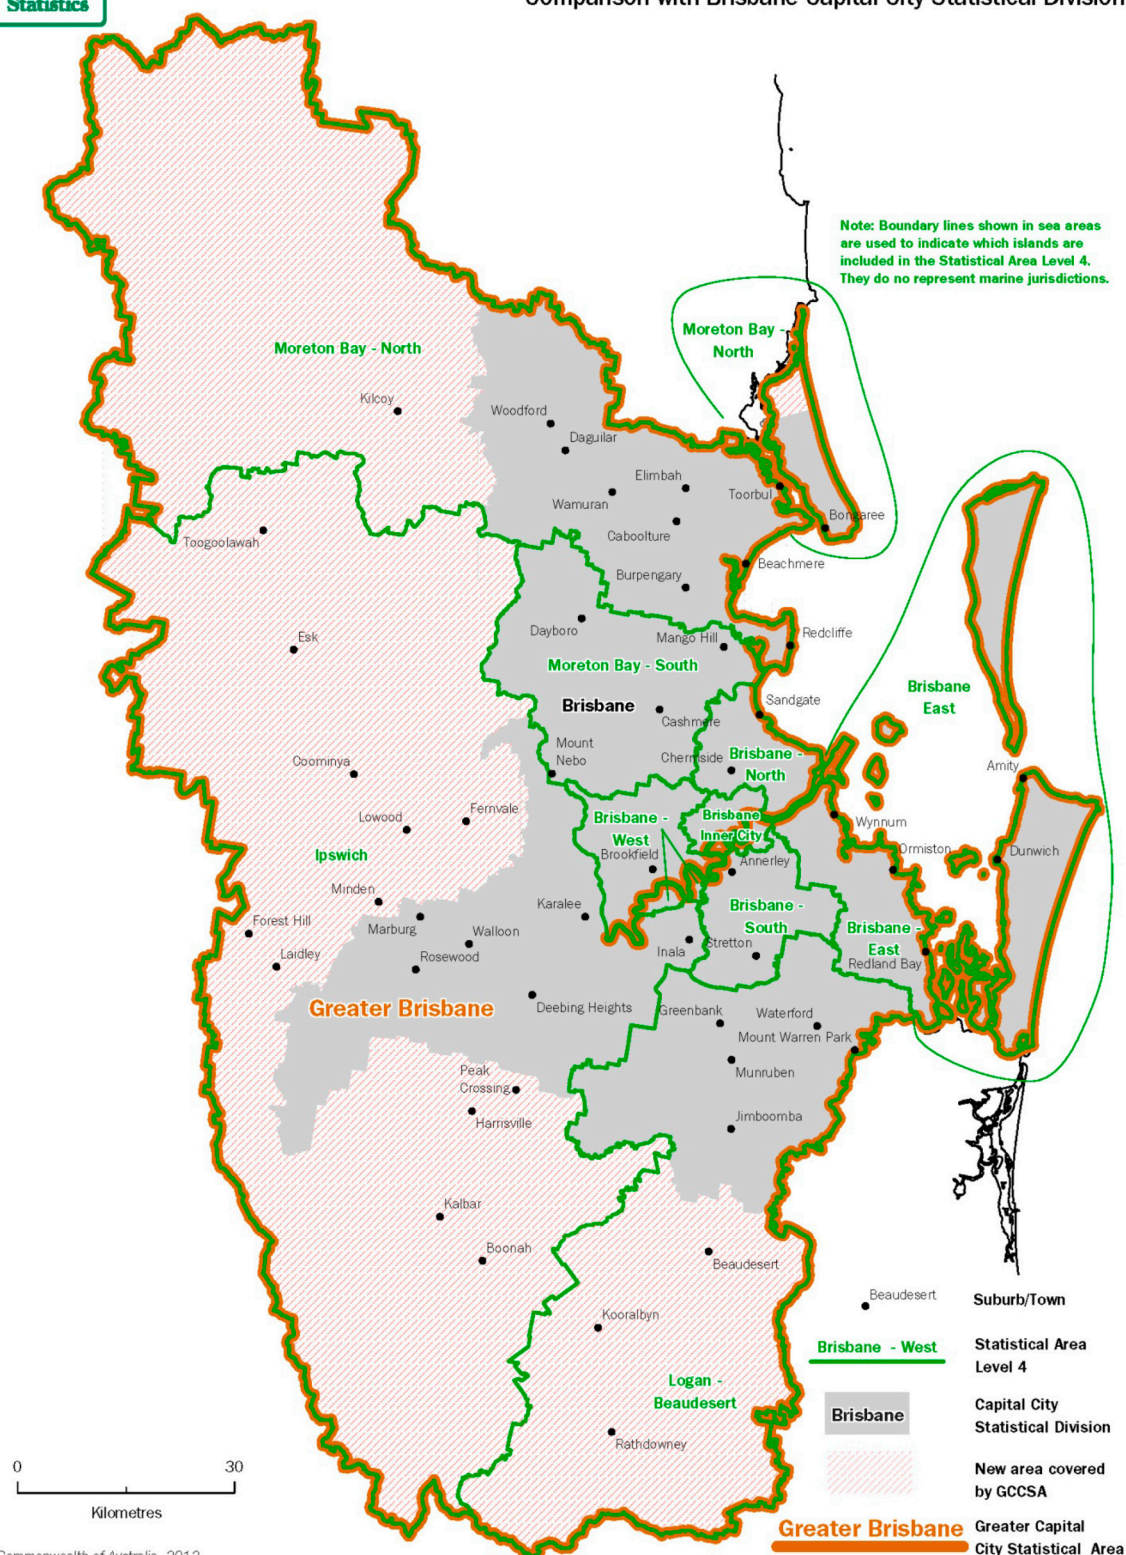 Statistics
Comparison with Brisbane Capital City Statistical Division
Note: Boundary lines shown in sea areas
are used to indicate which islands are
included in the Statistical Area Level 4.
They do no represent marine jurisdictions.
Moreton Bay -
North
Moreton Bay - North
Kilcoy
Woodford
Daguilar
Elimbah
Wamuran
Toorbul
Bongaree
Caboolture
Toogoolawah
Beachmere
Burpengary
Dayboro
Redcliffe
Mango Hill
Esk
Moreton Bay - South
Brisbane
East
Brisbane
Sandgate
Cashmere
Mount
Nebo
Chermside
Brisbane -
North
Coominya
Amity
Fernvale
Lowood
Brisbane -
West
Brisbane
Inner City
Wynnum
Ipswich
Brookfield
Annerley
Ormiston
Dunwich
Minden
Karalee
Marburg
Brisbane -
South
Forest Hill
Walloon
Brisbane -
East
Inala
Stretton
Laidley
Rosewood
Redland Bay
Greater Brisbane
Deebing Heights
Greenbank
Waterford
Mount Warren Park
Peak
Crossing
Munruben
Harrisville
Jimboomba
Kalbar
Boonah
Beaudesert
Kooralbyn
Logan -
Beaudesert
Rathdowney
Beaudesert
Suburb/Town
Brisbane - West
Statistical Area
Level 4
Brisbane
Capital City
Statistical Division
New area covered
by GCCSA
Greater Brisbane
Greater Capital
City Statistical Area
0 30
Kilometres
Commonwealth of Australia, 2012